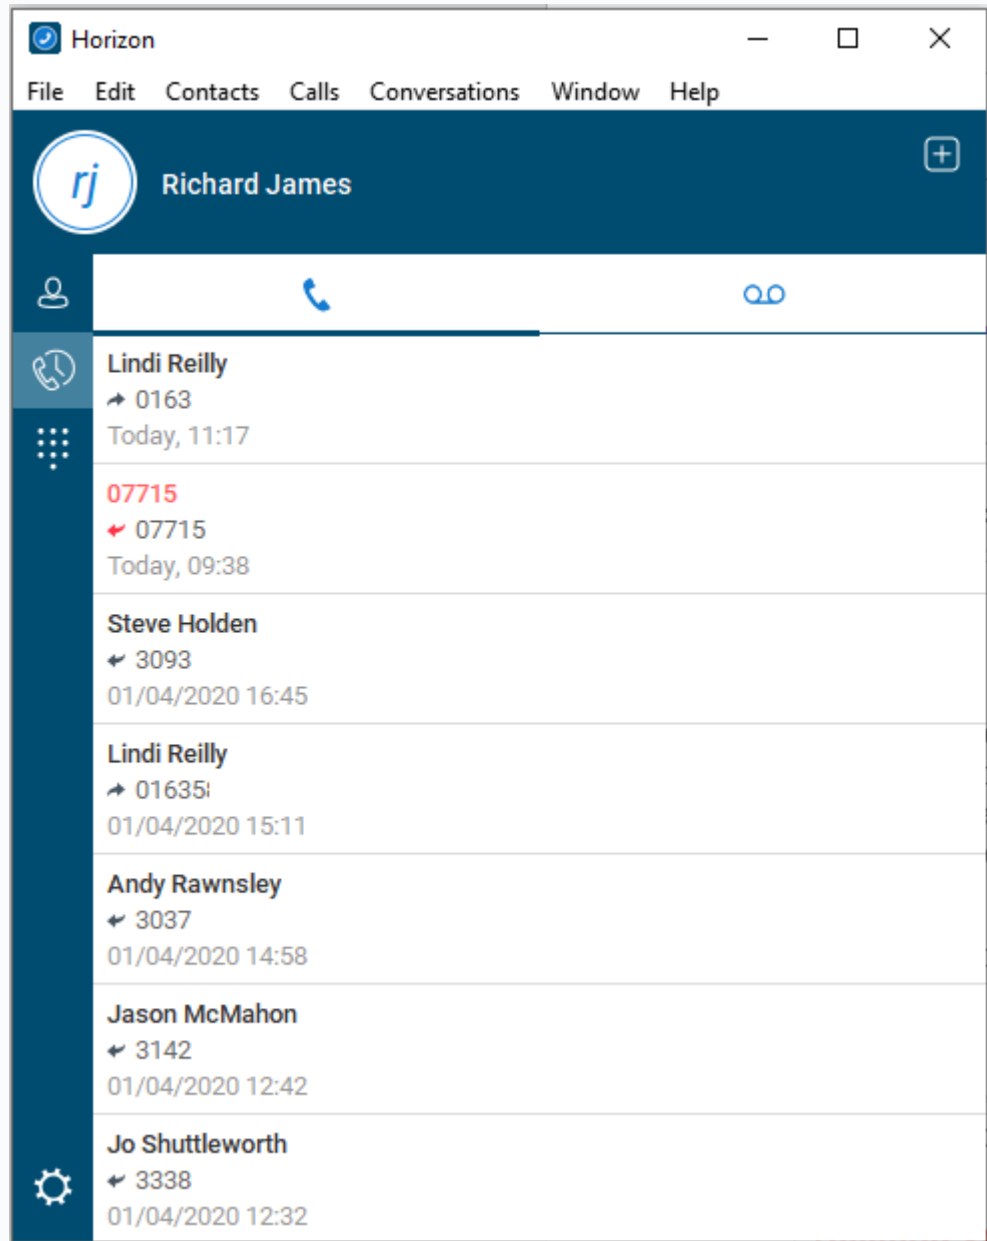 Horizon
File Edit Contacts Calls Conversations Window Help
rj
Richard James
Lindi Reilly
0163
Today, 11:17
07715
07715
Today, 09:38
Steve Holden
3093
01/04/2020 16:45
Lindi Reilly
01635
01/04/2020 15:11
Andy Rawnsley
3037
01/04/2020 14:58
Jason McMahon
3142
01/04/2020 12:42
Jo Shuttleworth
3338
01/04/2020 12:32